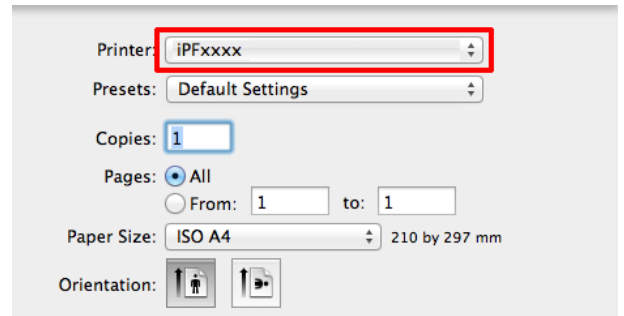 Printer: iPFxxxx
Presets: Default Settings
Copies: 1
Pages: All
From: 1 to: 1
Paper Size: ISO A4 210 by 297 mm
Orientation: